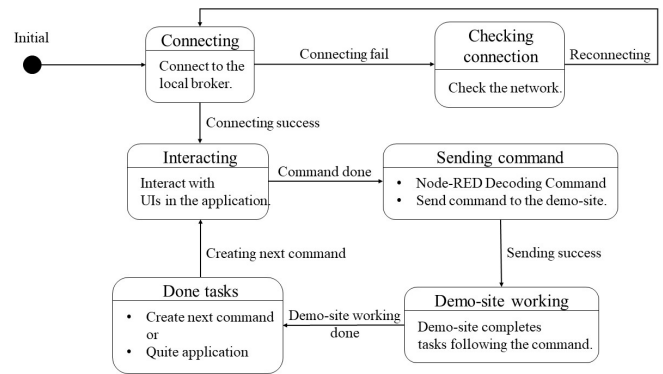 Initial
Connecting
Connect to the
local broker.
Connecting fail
Checking
connection
Check the network.
Reconnecting
Connecting success
Interacting
Interact with
UIs in the application.
Command done
Sending command
• Node-RED Decoding Command
• Send command to the demo-site.
Creating next command
Sending success
Done tasks
• Create next command
or
• Quite application
Demo-site working
done
Demo-site working
Demo-site completes
tasks following the command.